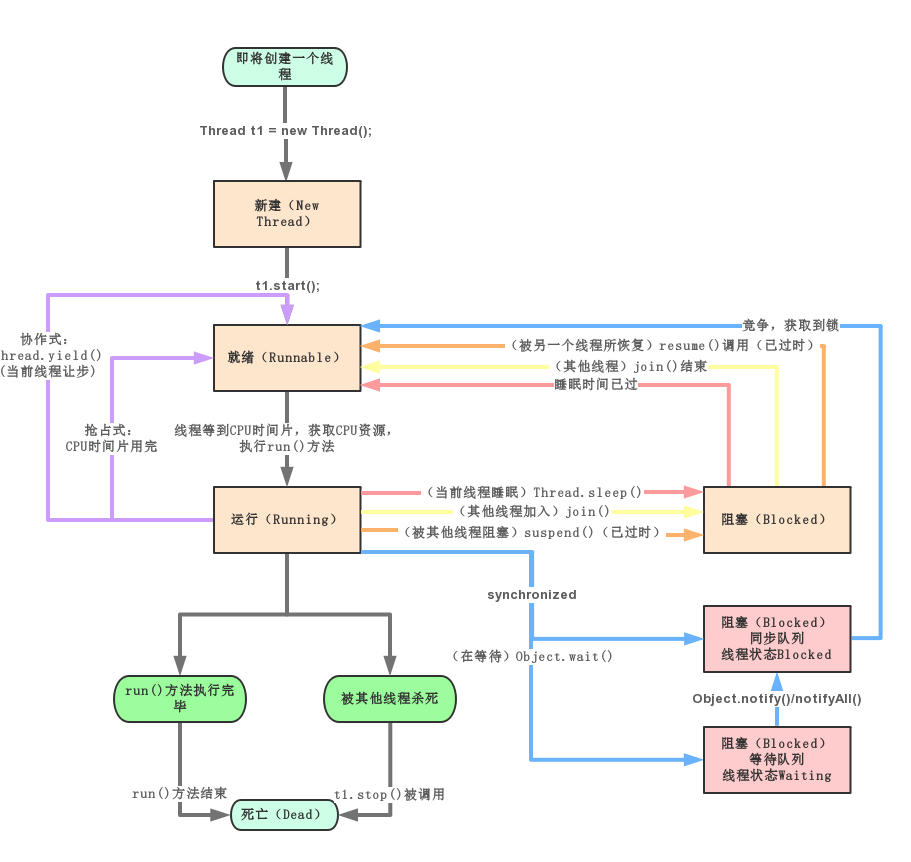 即将创建一个线
程
Thread t1 = new Thread();
新建（New
Thread）
t1.start();
协作式：
hread.yield()
(当前线程让步)
抢占式：
CPU时间片用完
就绪（Runnable）
竞争，获取到锁
（被另一个线程所恢复）resume()调用（已过时）
（其他线程）join()结束
睡眠时间已过
线程等到CPU时间片，获取CPU资源，
执行run()方法
运行（Running）
（当前线程睡眠）Thread.sleep()
（其他线程加入）join()
（被其他线程阻塞）suspend()（已过时）
阻塞（Blocked）
synchronized
（在等待）Object.wait()
阻塞（Blocked）
同步队列
线程状态Blocked
Object.notify()/notifyAll()
阻塞（Blocked）
等待队列
线程状态Waiting
run()方法执行完
毕
被其他线程杀死
run()方法结束
t1.stop()被调用
死亡（Dead）